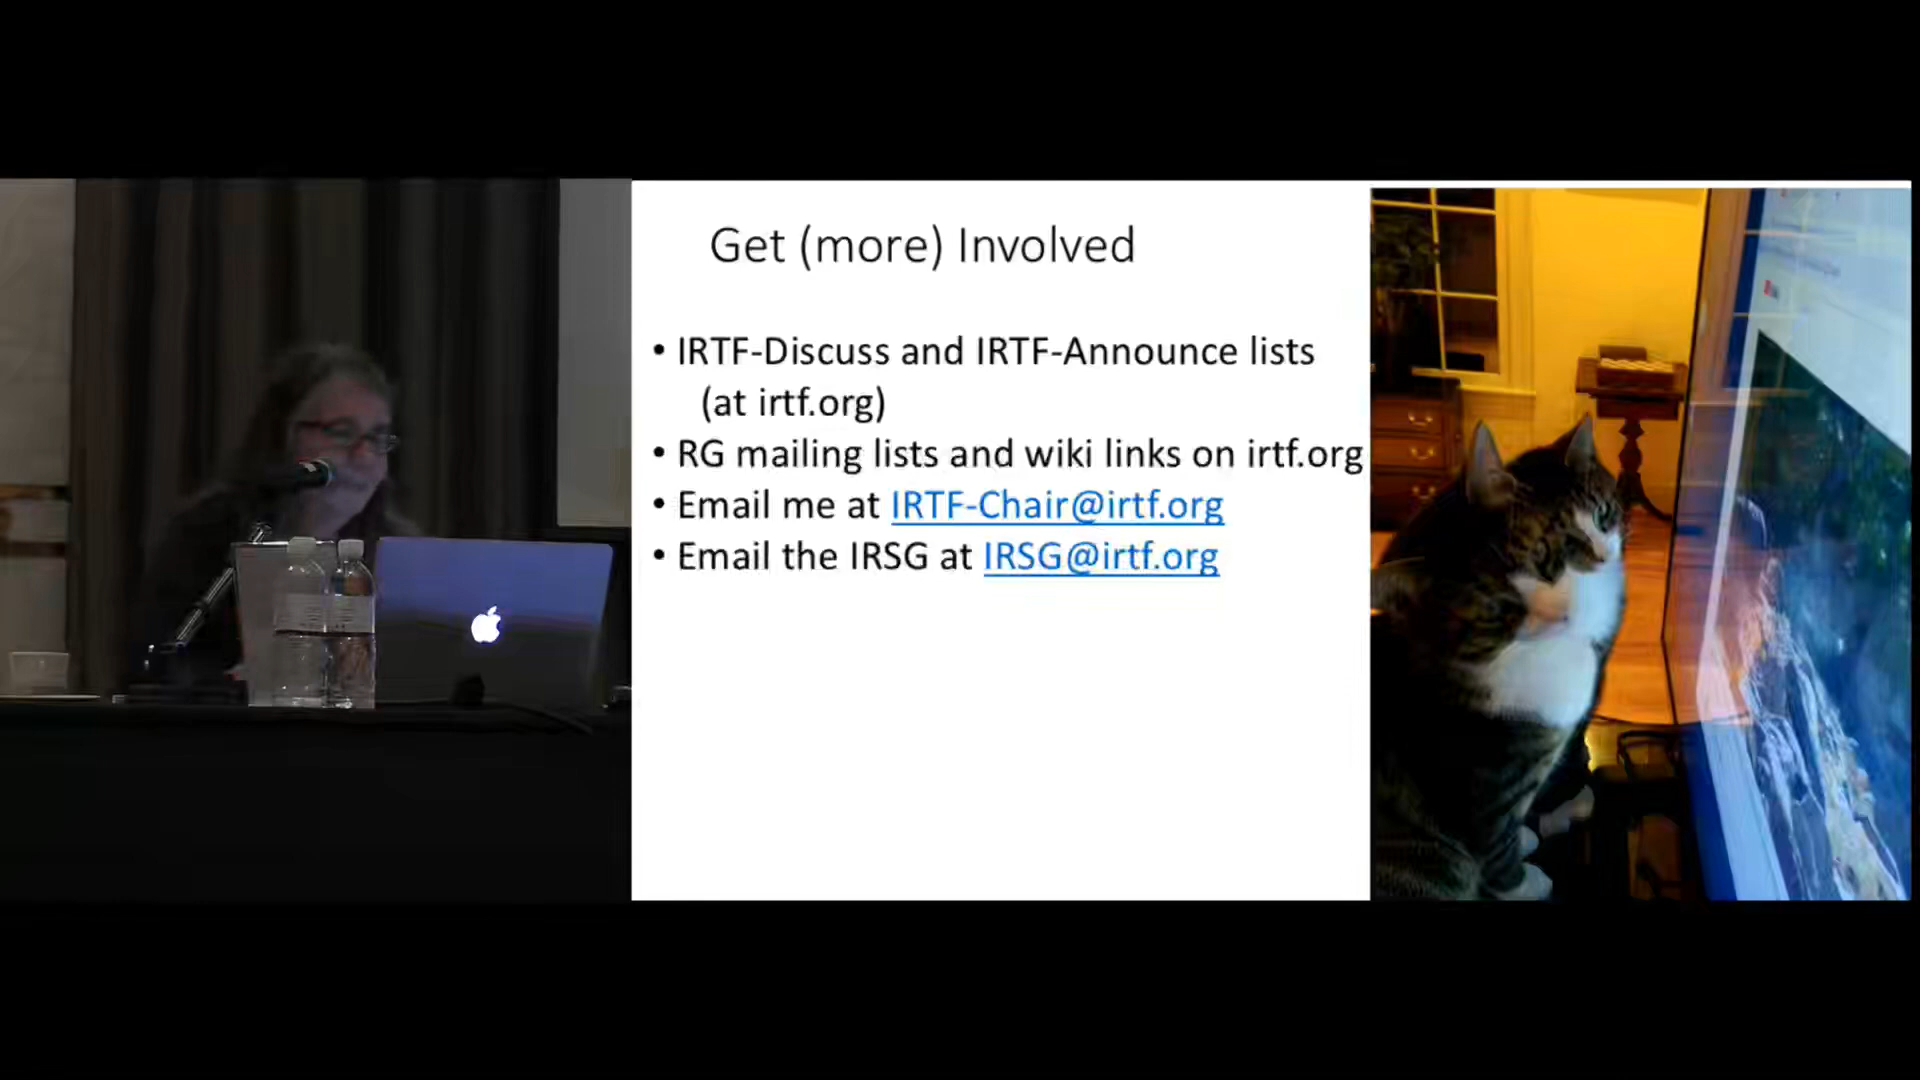 Get (more) Involved
• IRTF-Discuss and IRTF-Announce lists
(at irtf.org)
• RG mailing lists and wiki links on irtf.org
• Email me at IRTF-Chair@irtf.org
• Email the IRSG at IRSG@irtf.org